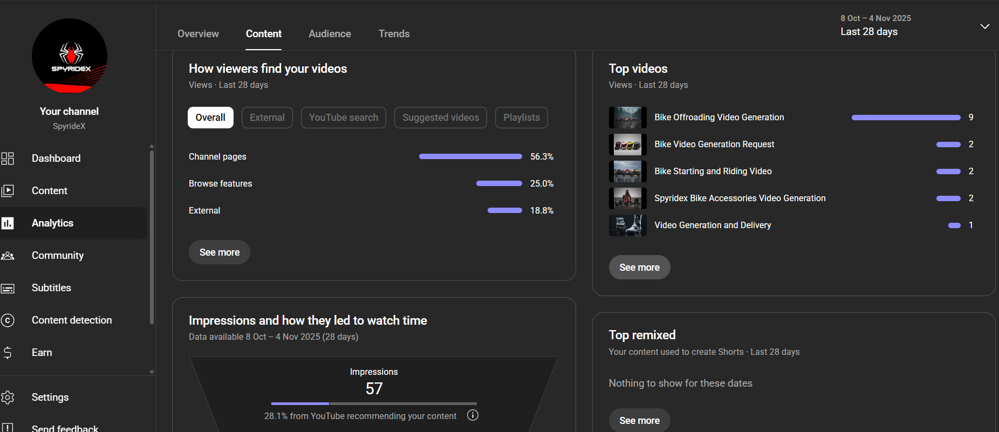 SPYRIDEX
Your channel
SpyrideX
Dashboard
Content
Analytics
Community
Subtitles
Content detection
Earn
Settings
Send feedback
Overview
Content
Audience
Trends
8 Oct – 4 Nov 2025
Last 28 days
How viewers find your videos
Views · Last 28 days
Overall
External
YouTube search
Suggested videos
Playlists
Channel pages 56.3%
Browse features 25.0%
External 18.8%
See more
Impressions and how they led to watch time
Data available 8 Oct – 4 Nov 2025 (28 days)
Impressions
57
28.1% from YouTube recommending your content
Top videos
Views · Last 28 days
Bike Offroading Video Generation 9
Bike Video Generation Request 2
Bike Starting and Riding Video 2
Spyridex Bike Accessories Video Generation 2
Video Generation and Delivery 1
See more
Top remixed
Your content used to create Shorts · Last 28 days
Nothing to show for these dates
See more